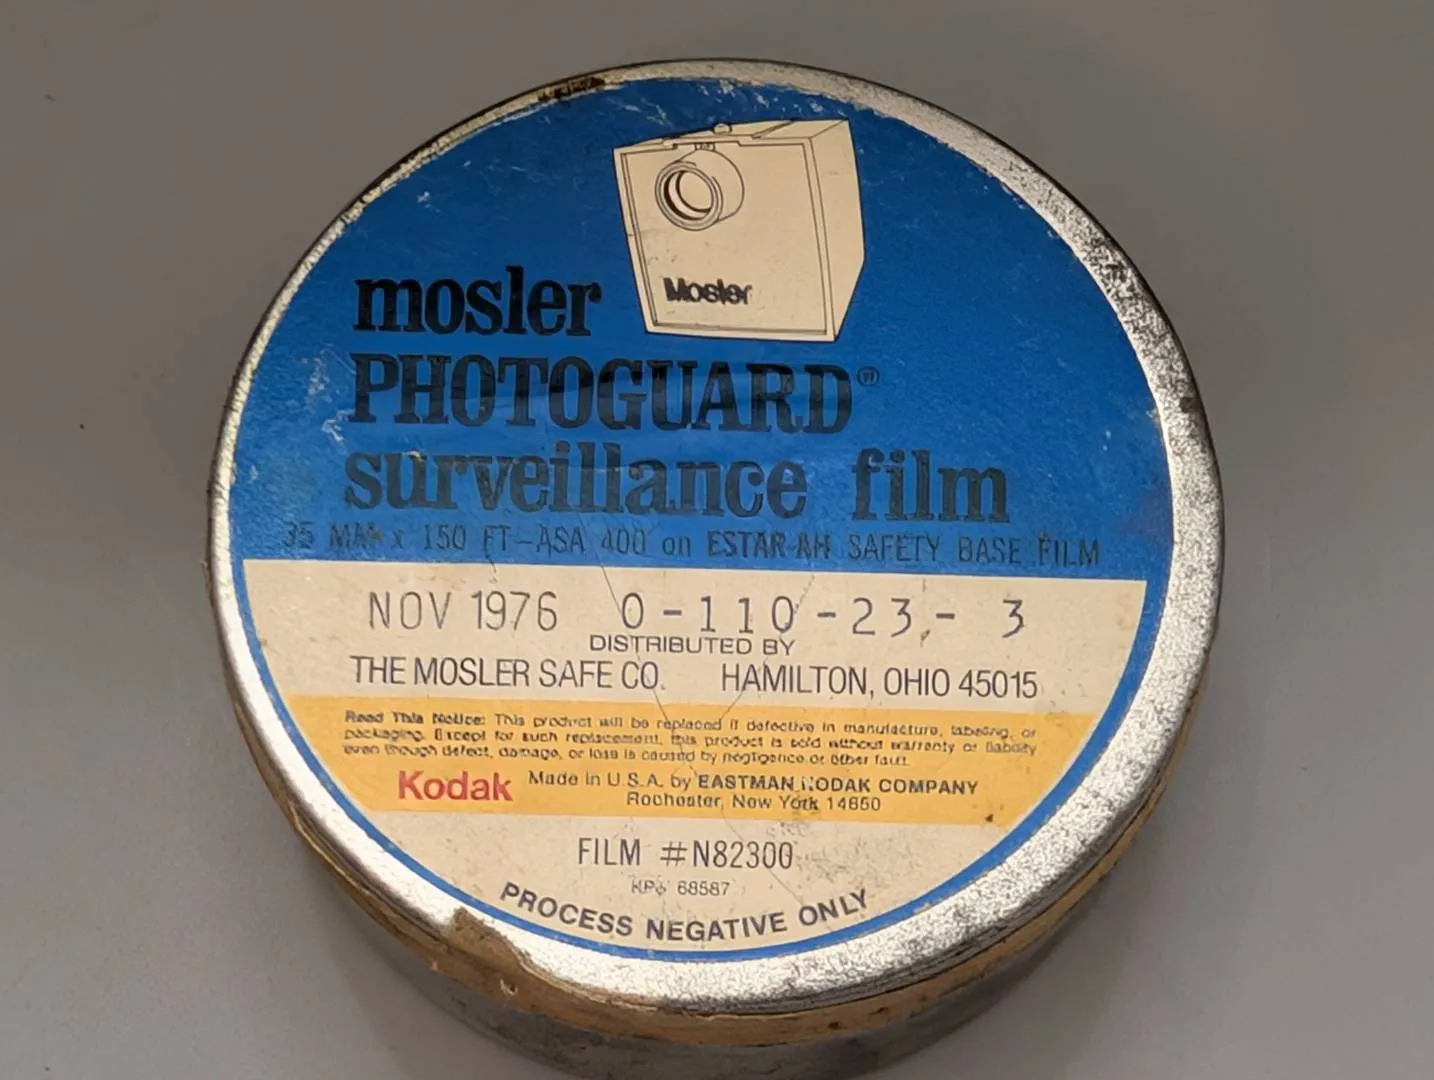 Mosler
mosler
PHOTOGUARD®
surveillance film
35 MM x 150 FT-ASA 400 on ESTAR-AH SAFETY BASE FILM
NOV 1976 0-110-23-3
DISTRIBUTED BY
THE MOSLER SAFE CO. HAMILTON, OHIO 45015
Read This Notice: This product will be replaced if defective in manufacture, labeling, or
packaging. Except for such replacement, this product is sold without warranty or liability
even though defect, damage, or loss is caused by negligence or other fault.
Kodak Made in U.S.A. by EASTMAN KODAK COMPANY
Rochester, New York 14650
FILM #N82300
68587
PROCESS NEGATIVE ONLY